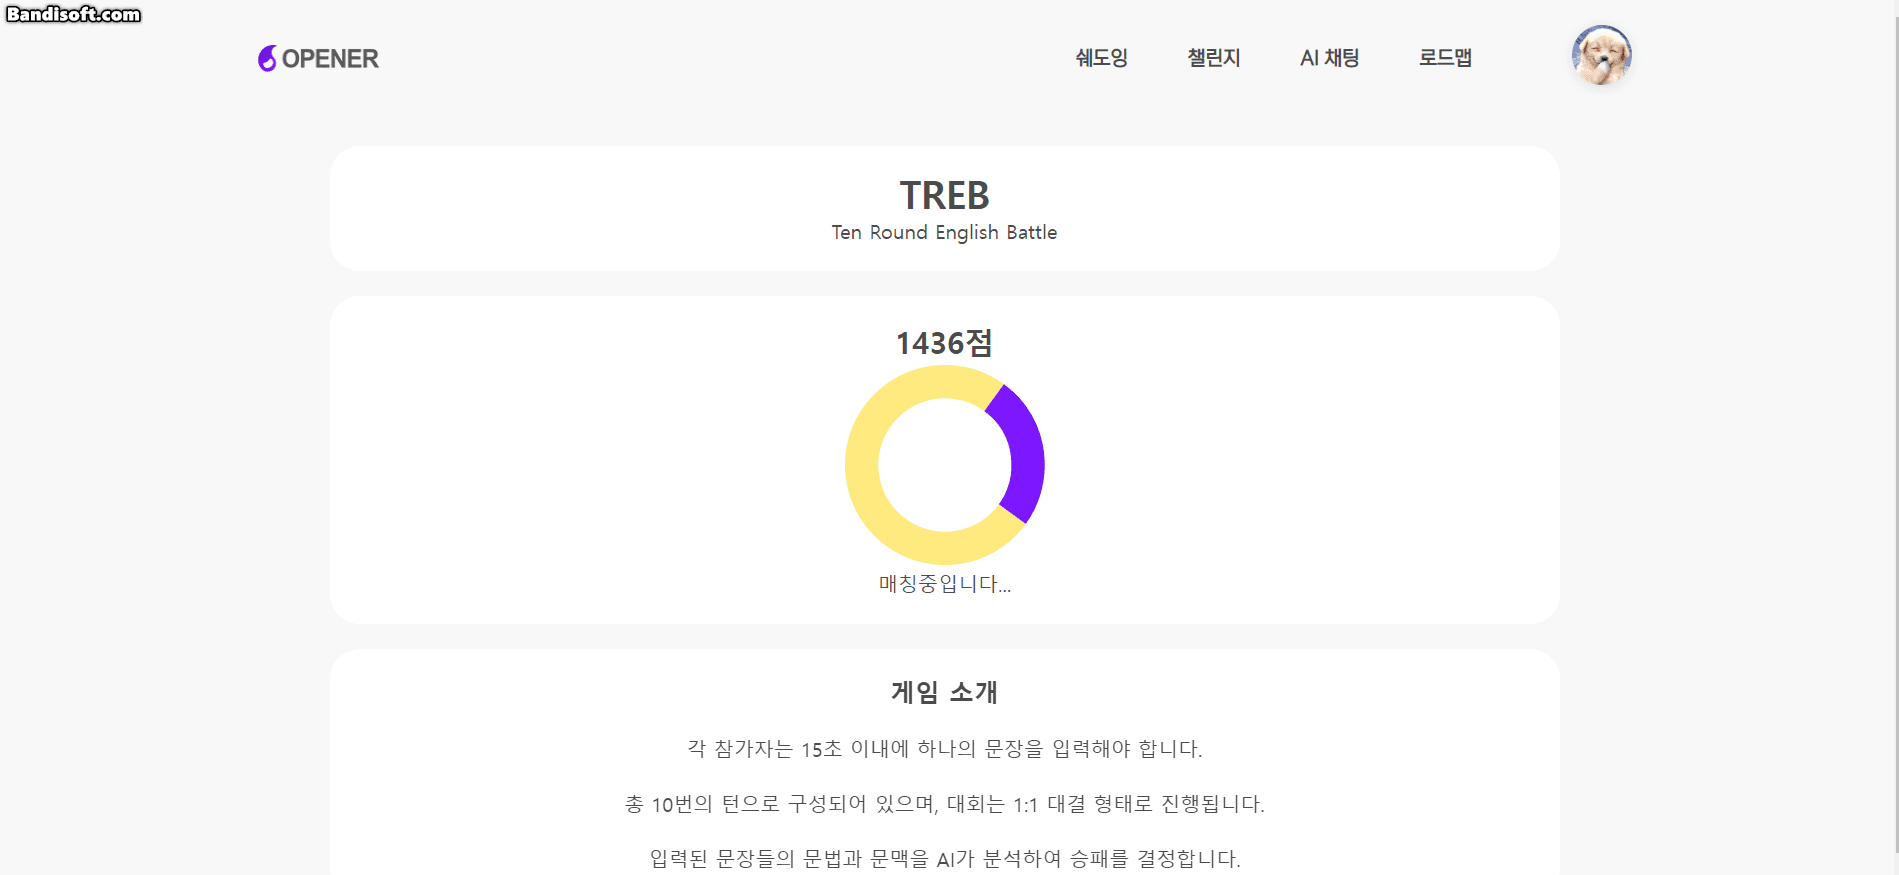 Bandisoft.com
OPENER
쉐도잉
챌린지
AI 채팅
로드맵
TREB
Ten Round English Battle
1436점
매칭중입니다...
게임 소개
각 참가자는 15초 이내에 하나의 문장을 입력해야 합니다.
총 10번의 턴으로 구성되어 있으며, 대회는 1:1 대결 형태로 진행됩니다.
입력된 문장들의 문법과 문맥을 AI가 분석하여 승패를 결정합니다.